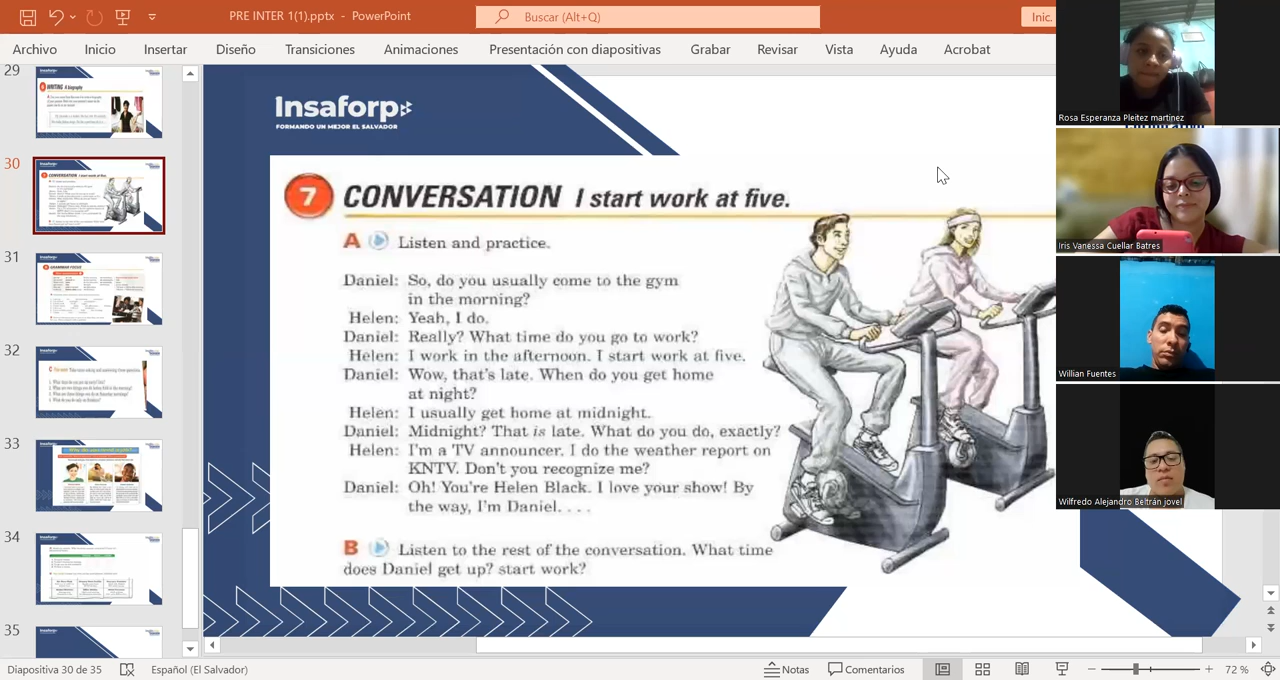 PRE INTER 1(1).pptx - PowerPoint
Buscar (Alt+Q)
Inic.
Archivo Inicio Insertar Diseño Transiciones Animaciones Presentación con diapositivas Grabar Revisar Vista Ayuda Acrobat
29
30
31
32
33
34
35
Insaforp
FORMANDO UN MEJOR EL SALVADOR
7 CONVERSATION I start work at five.
A Listen and practice.
Daniel: So, do you usually come to the gym
in the morning?
Helen: Yeah, I do.
Daniel: Really? What time do you go to work?
Helen: I work in the afternoon. I start work at five.
Daniel: Wow, that's late. When do you get home
at night?
Helen: I usually get home at midnight.
Daniel: Midnight? That is late. What do you do, exactly?
Helen: I'm a TV announcer. I do the weather report on
KNTV. Don't you recognize me?
Daniel: Oh! You're Helen Black. I love your show! By
the way, I'm Daniel. . . .
B Listen to the rest of the conversation. What time
does Daniel get up? start work?
Rosa Esperanza Pleitez martinez
Iris Vanessa Cuellar Batres
Willian Fuentes
Wilfredo Alejandro Beltrán jovel
Diapositiva 30 de 35
Español (El Salvador)
Notas
Comentarios
72 %